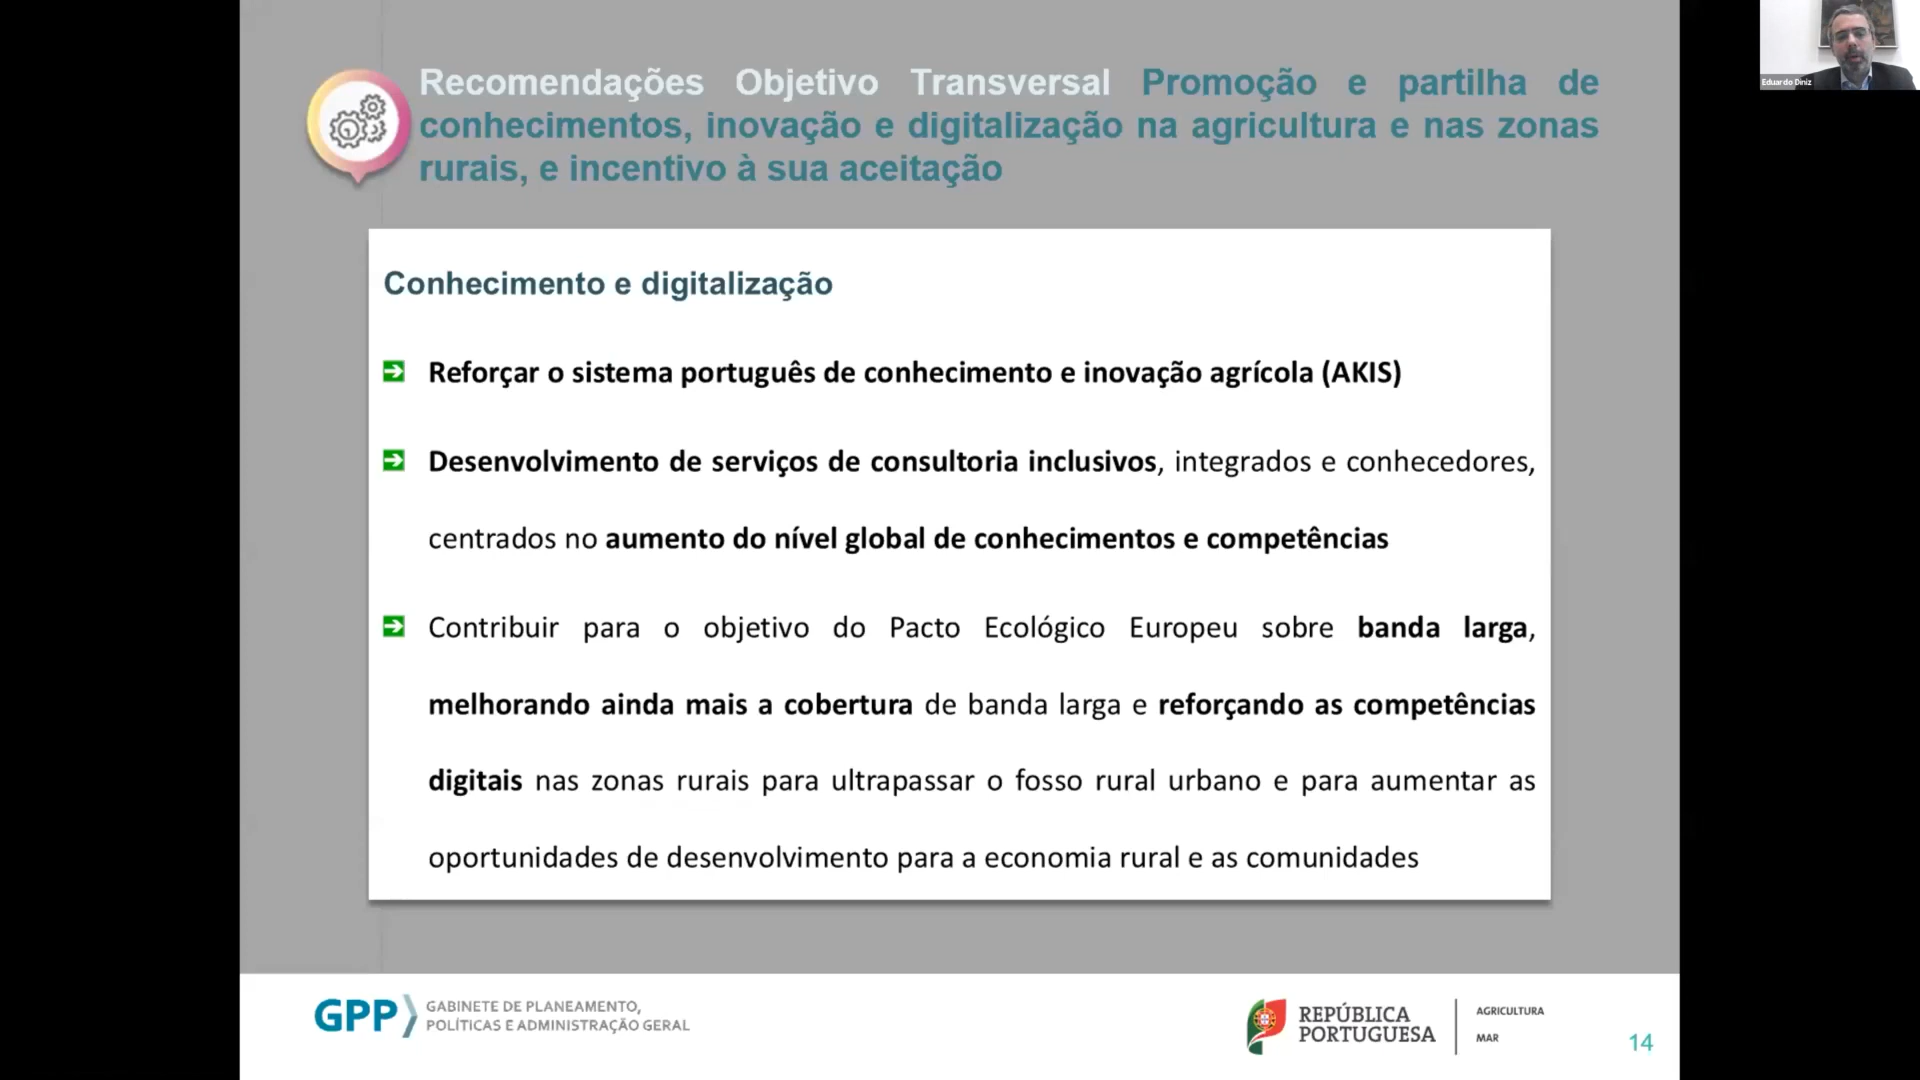 Recomendações Objetivo Transversal Promoção e partilha de
conhecimentos, inovação e digitalização na agricultura e nas zonas
rurais, e incentivo à sua aceitação
Eduardo Diniz
Conhecimento e digitalização
Reforçar o sistema português de conhecimento e inovação agrícola (AKIS)
Desenvolvimento de serviços de consultoria inclusivos, integrados e conhecedores,
centrados no aumento do nível global de conhecimentos e competências
Contribuir para o objetivo do Pacto Ecológico Europeu sobre banda larga,
melhorando ainda mais a cobertura de banda larga e reforçando as competências
digitais nas zonas rurais para ultrapassar o fosso rural urbano e para aumentar as
oportunidades de desenvolvimento para a economia rural e as comunidades
GPP
GABINETE DE PLANEAMENTO,
POLÍTICAS E ADMINISTRAÇÃO GERAL
REPÚBLICA
PORTUGUESA
AGRICULTURA
MAR
14